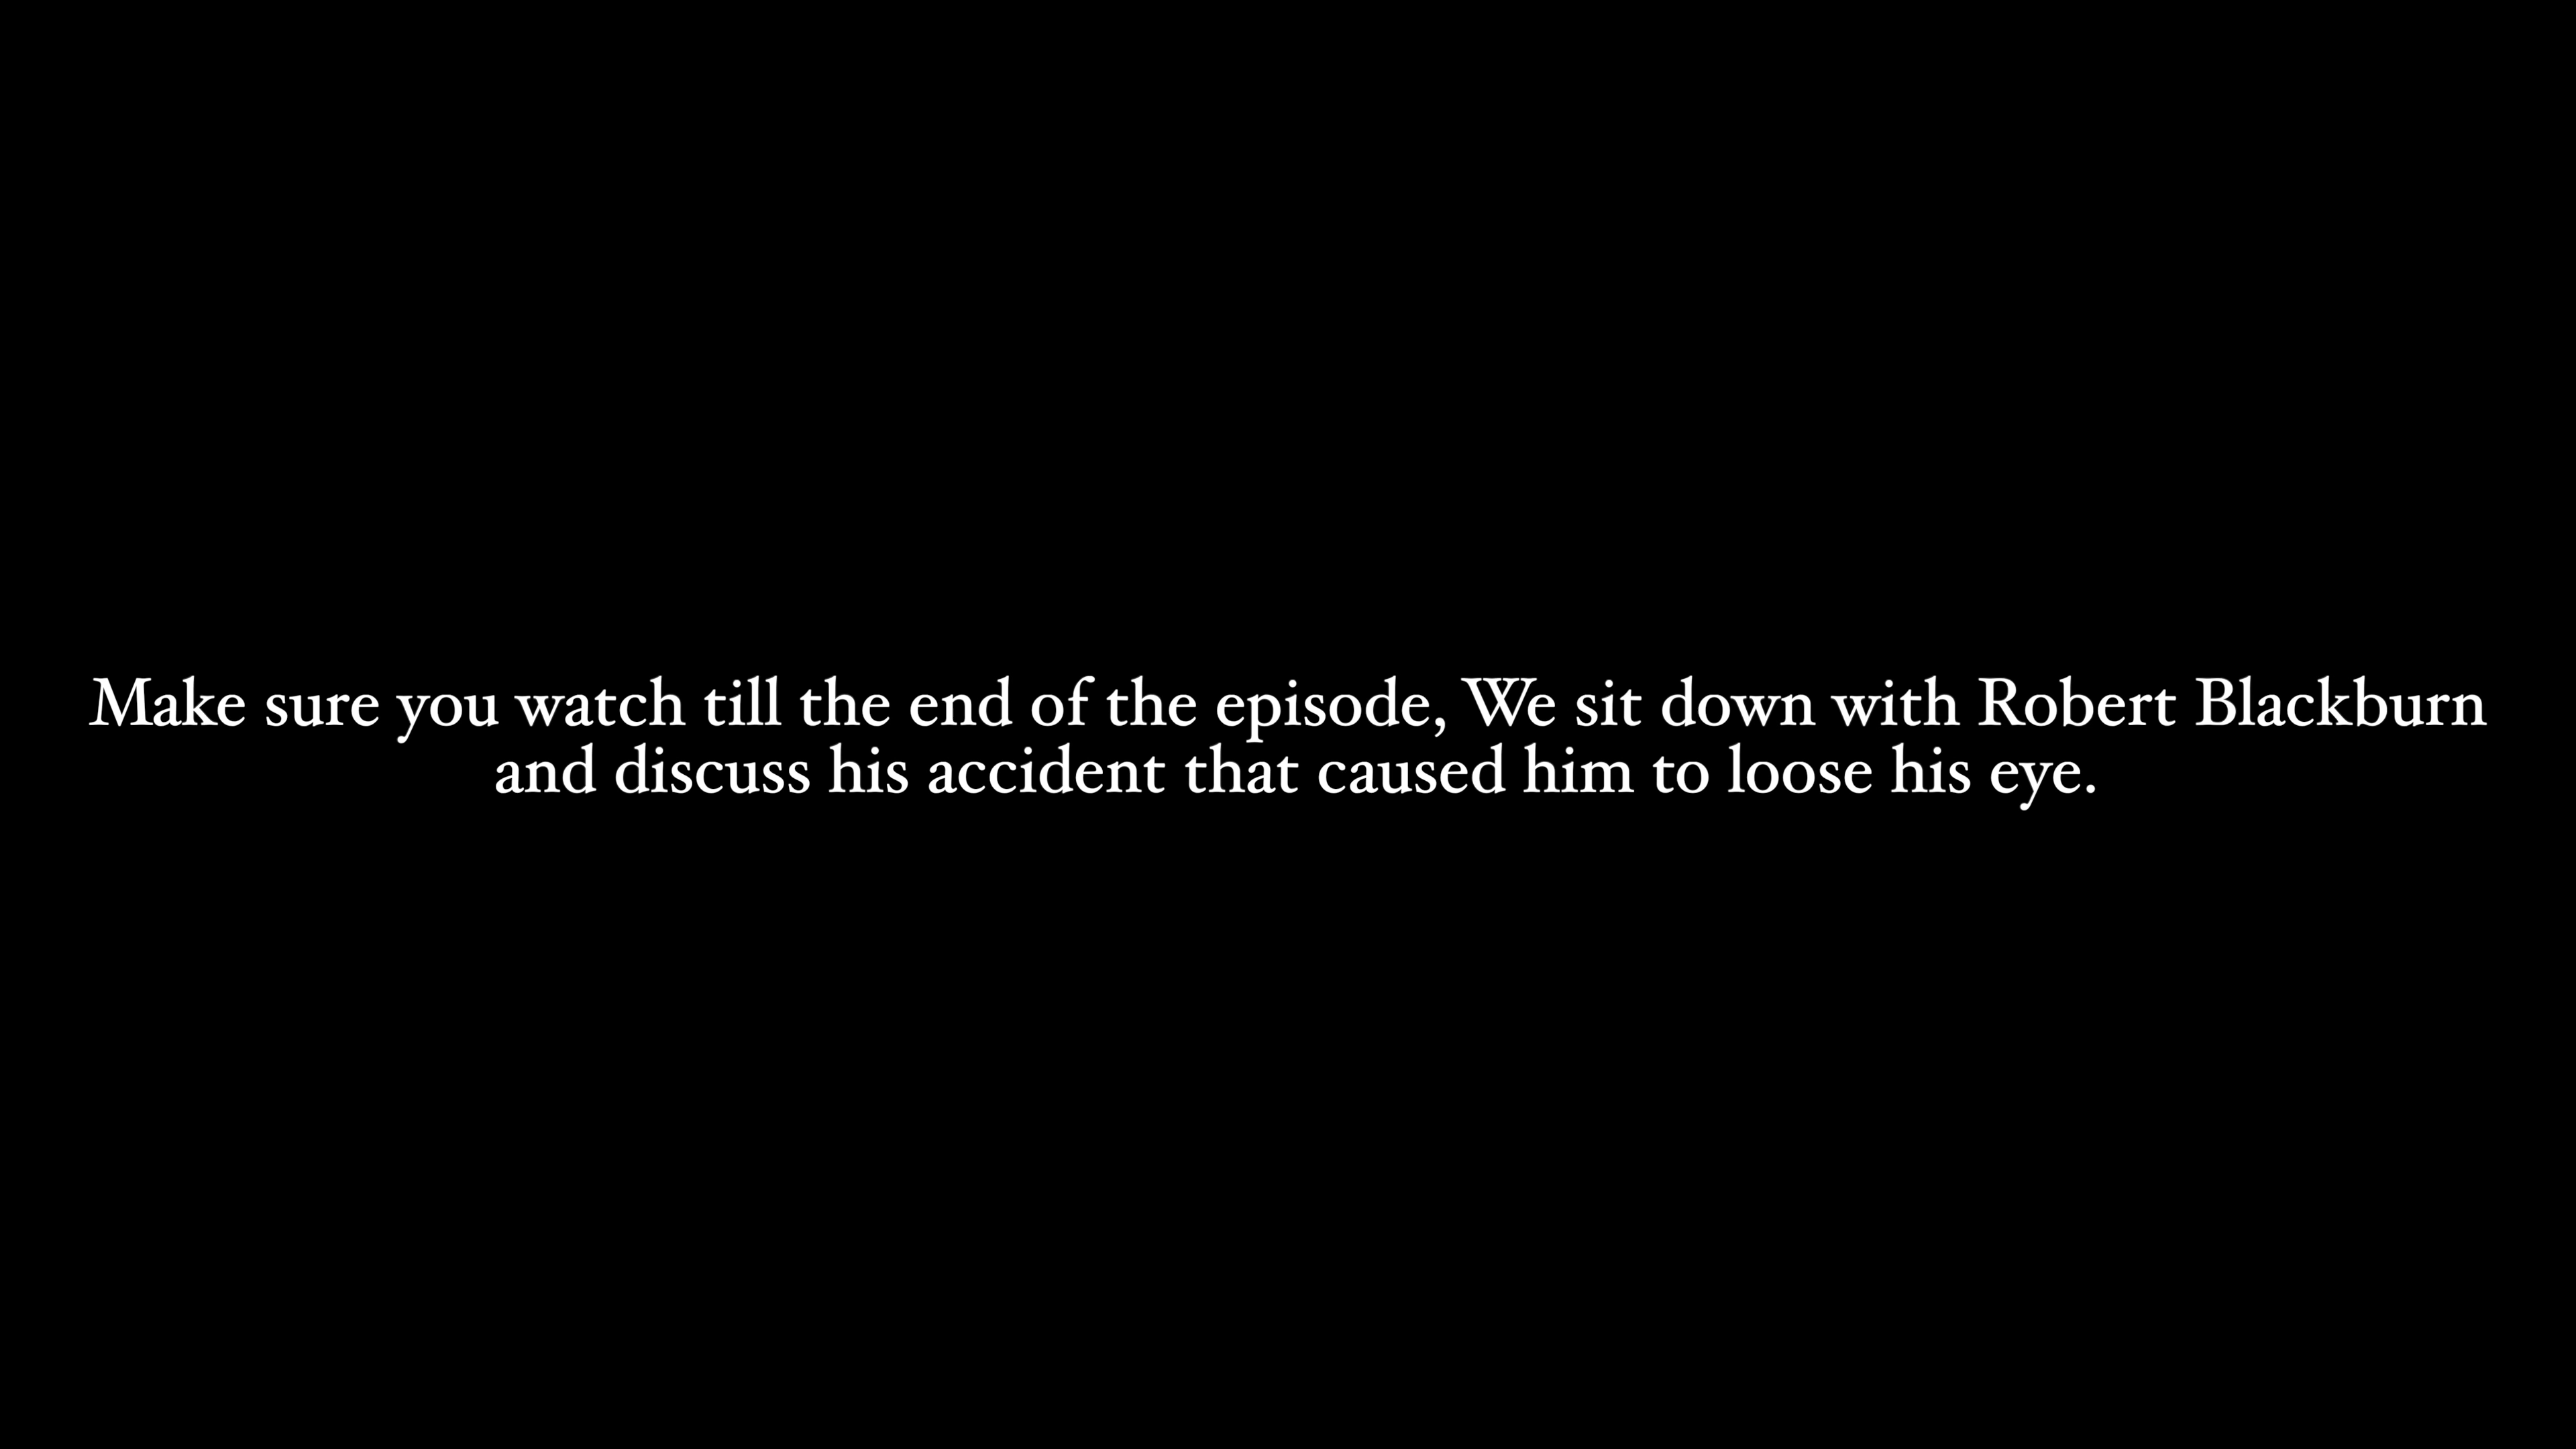 Make sure you watch till the end of the episode, We sit down with Robert Blackburn
and discuss his accident that caused him to loose his eye.